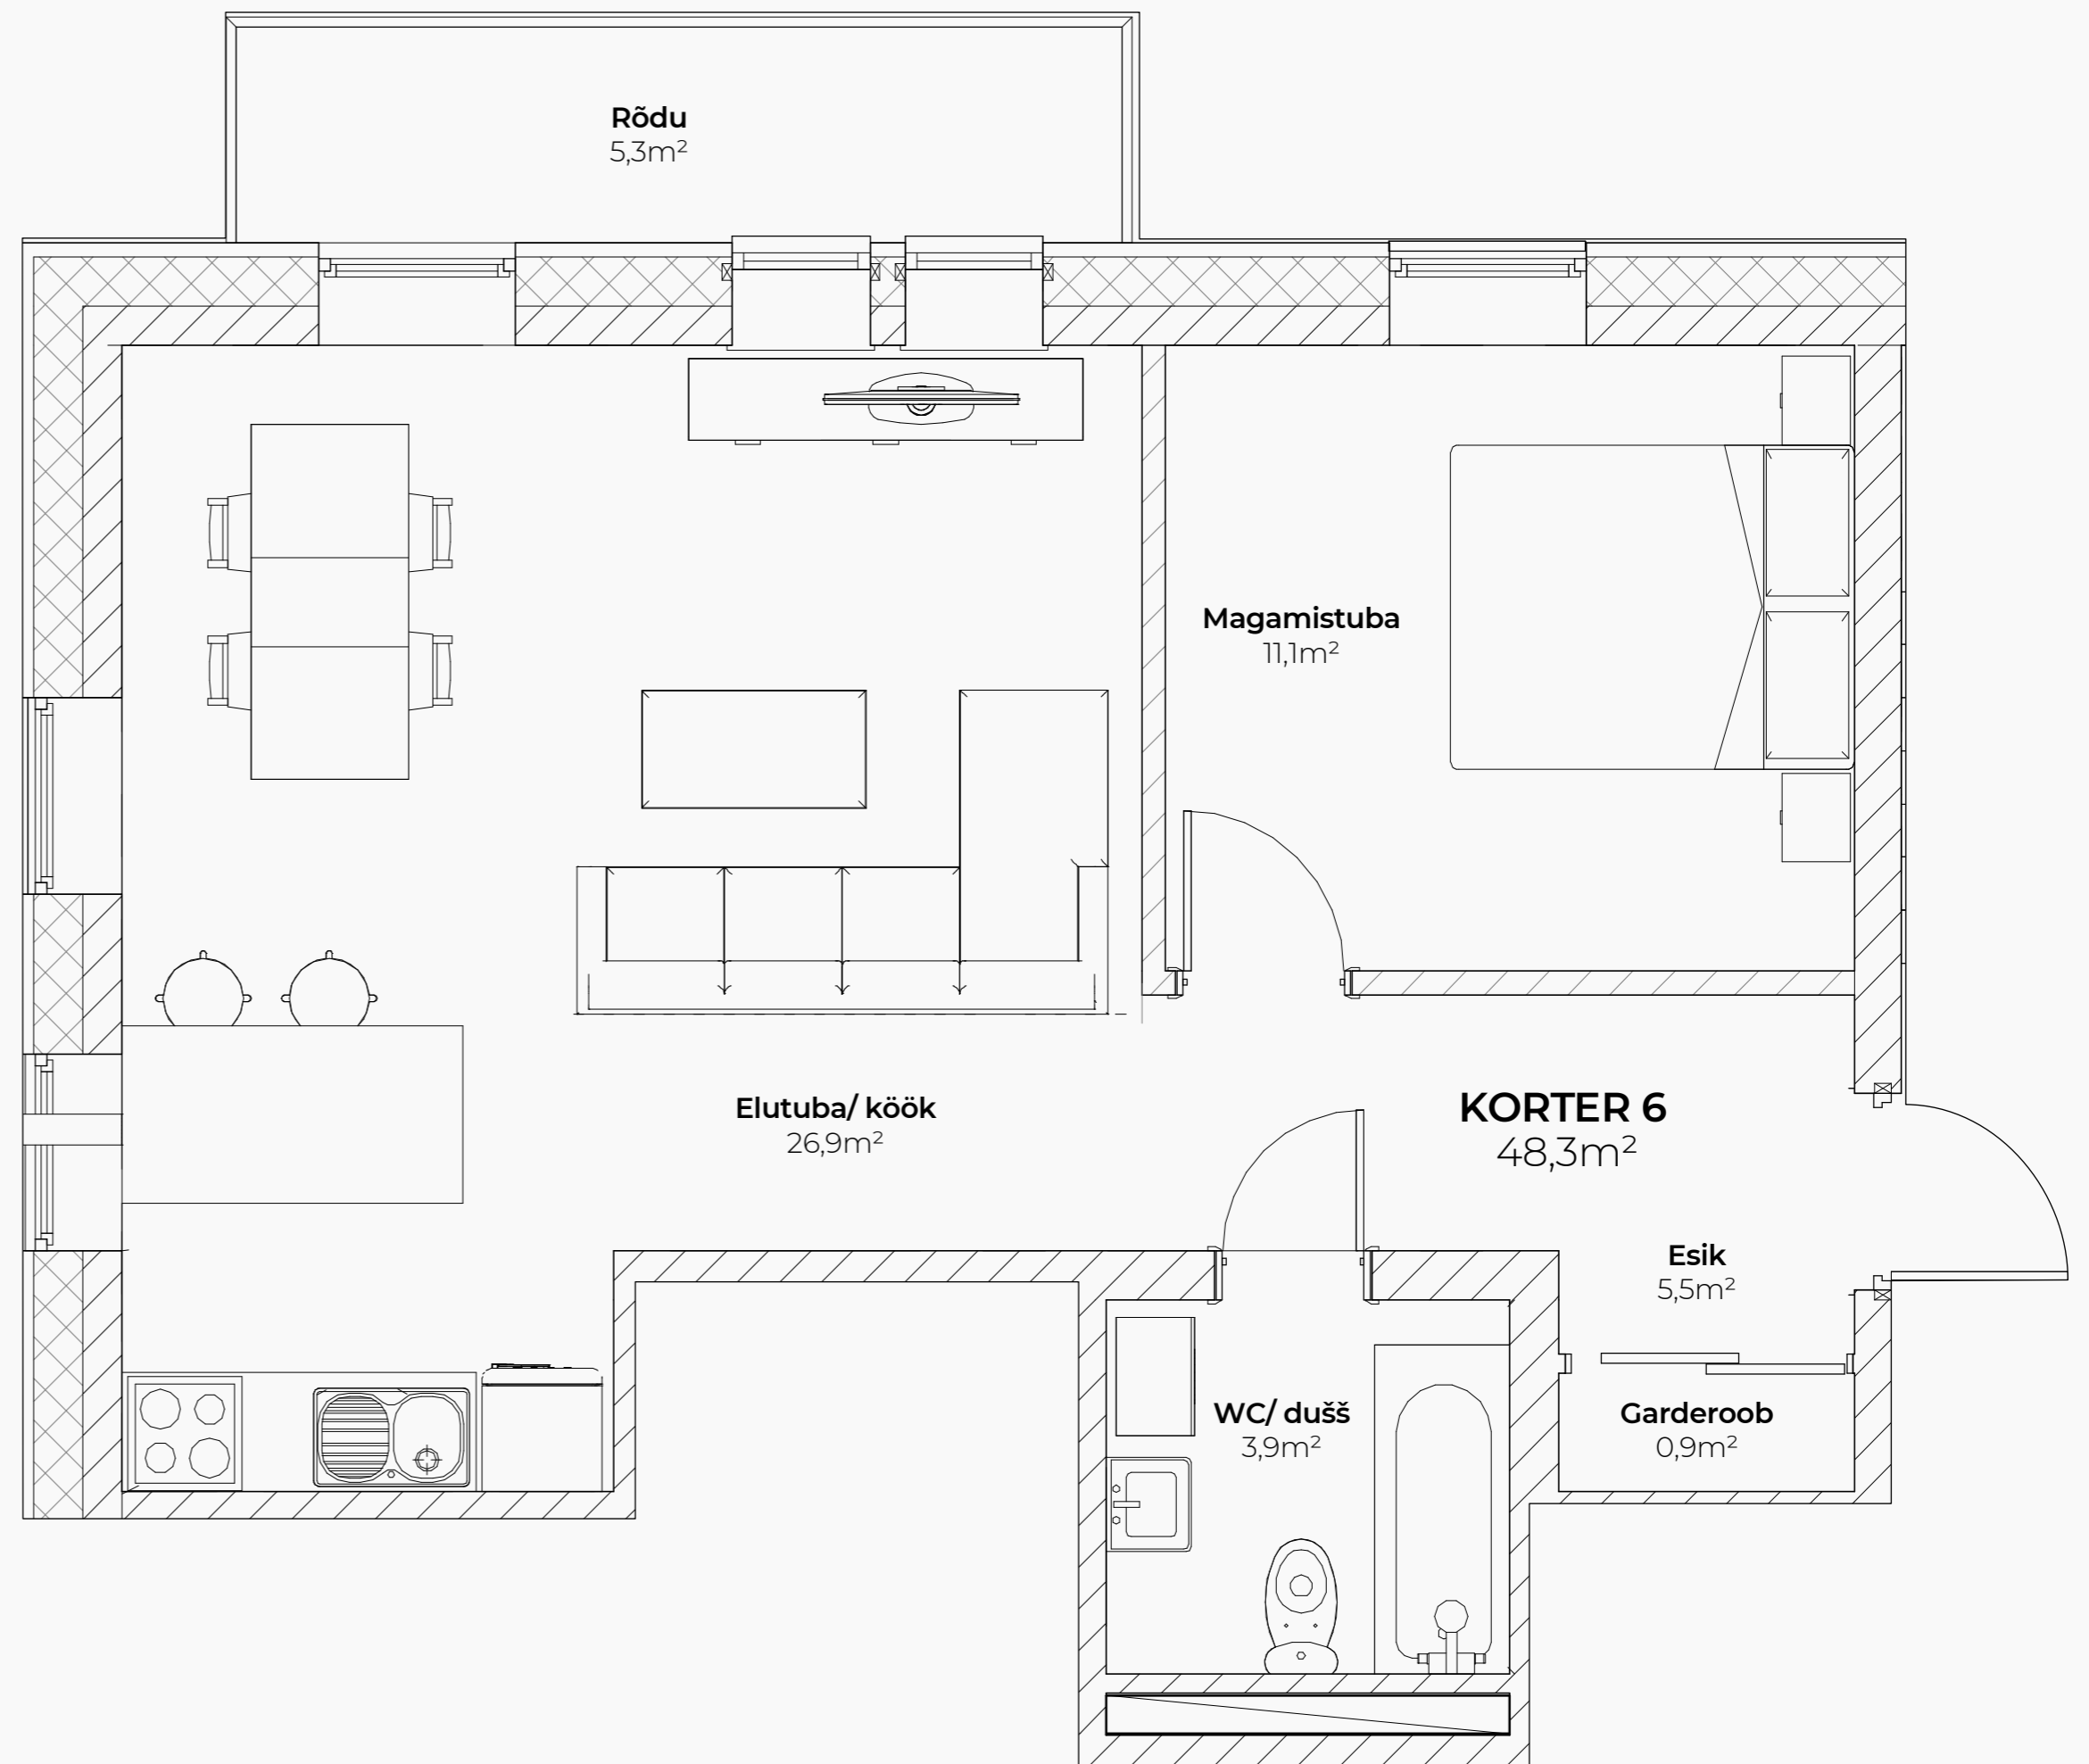 Rõdu
5,3m²
Magamistuba
11,1m²
Elutuba/ köök
26,9m²
KORTER 6
48,3m²
Esik
5,5m²
WC/ dušš
3,9m²
Garderoob
0,9m²